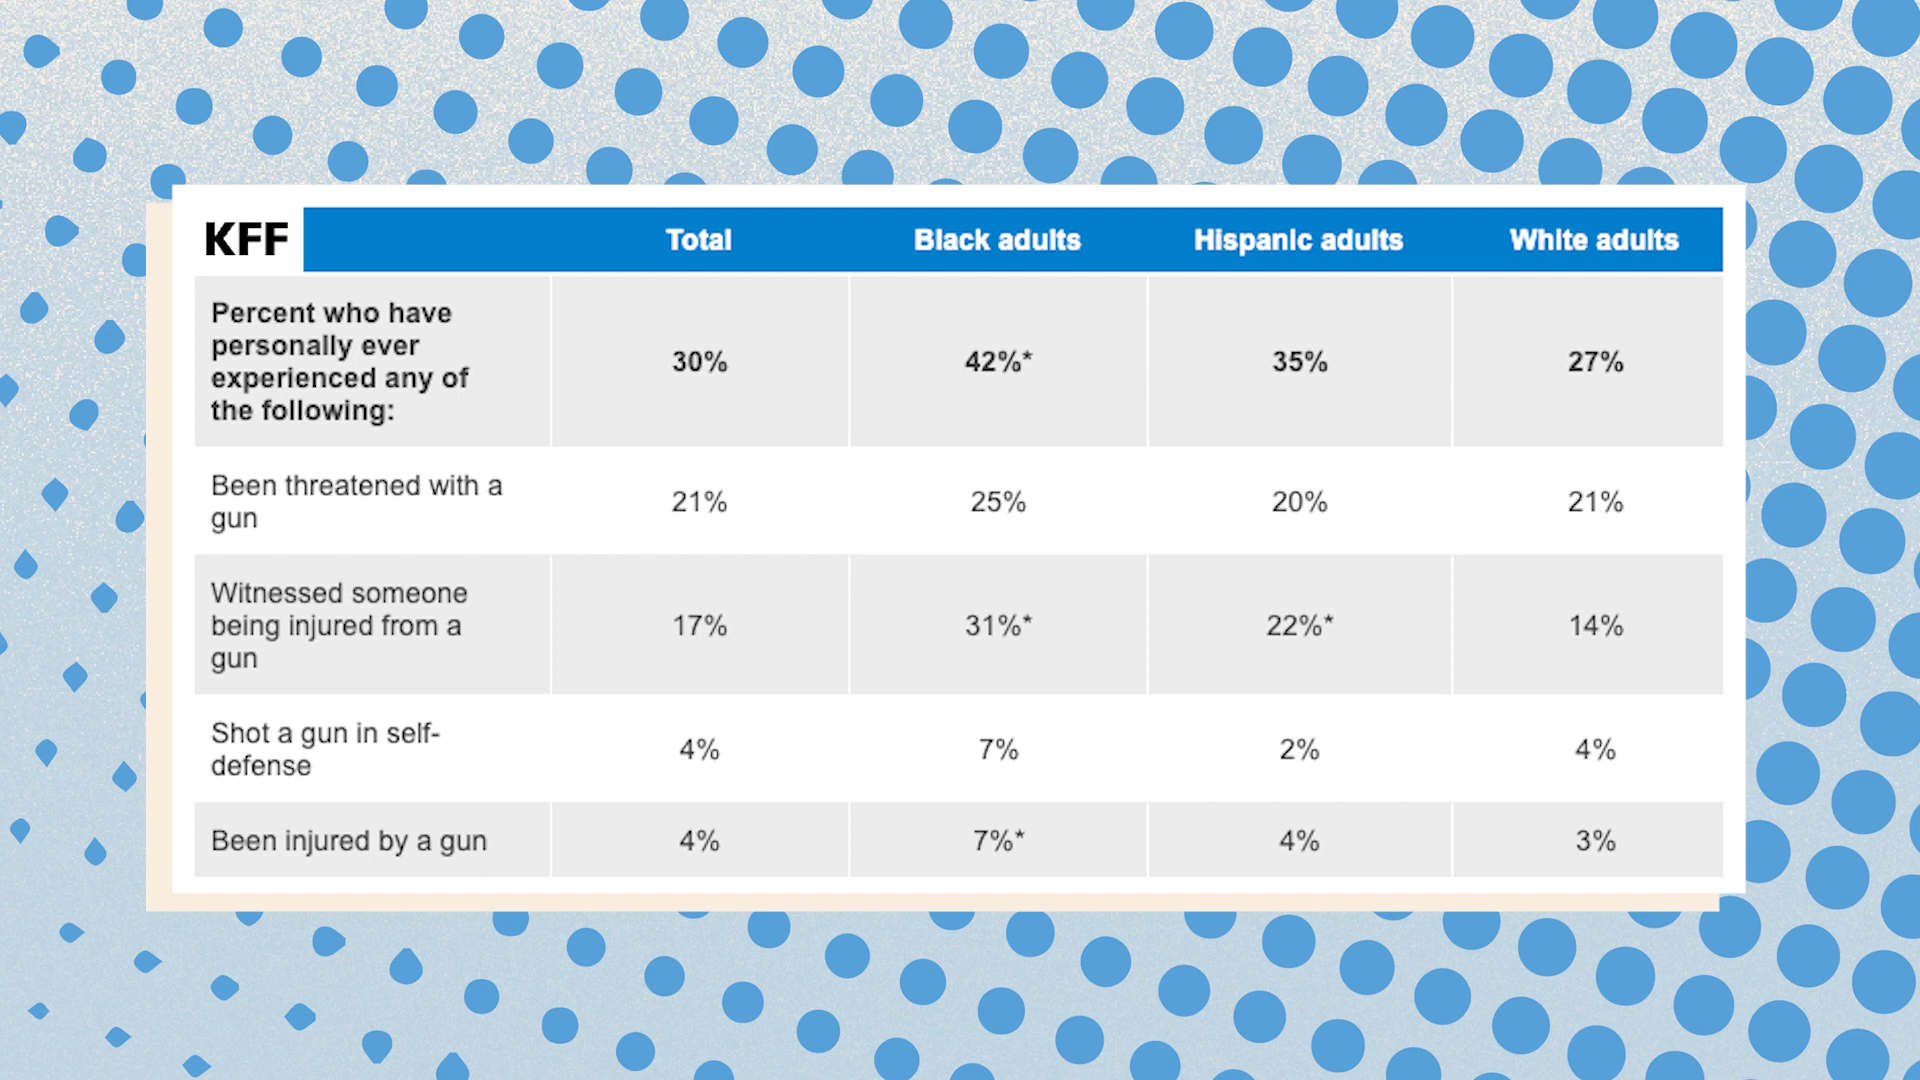 KFF Total Black adults Hispanic adults White adults
Percent who have
personally ever
experienced any of
the following:
30% 42%* 35% 27%
Been threatened with a
gun
21% 25% 20% 21%
Witnessed someone
being injured from a
gun
17% 31%* 22%* 14%
Shot a gun in self-
defense
4% 7% 2% 4%
Been injured by a gun 4% 7%* 4% 3%